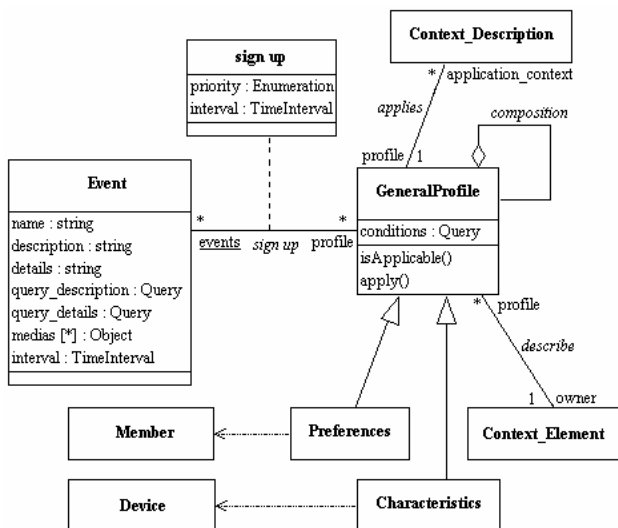 Context_Description
* application_context
applies
composition
profile 1
sign up
priority : Enumeration
interval : TimeInterval
Event
name : string
description : string
details : string
query_description : Query
query_details : Query
medias [*] : Object
interval : TimeInterval
* *
events sign up profile
GeneralProfile
conditions : Query
isApplicable()
apply()
* profile
describe
1 owner
Member
Preferences
Context_Element
Device
Characteristics